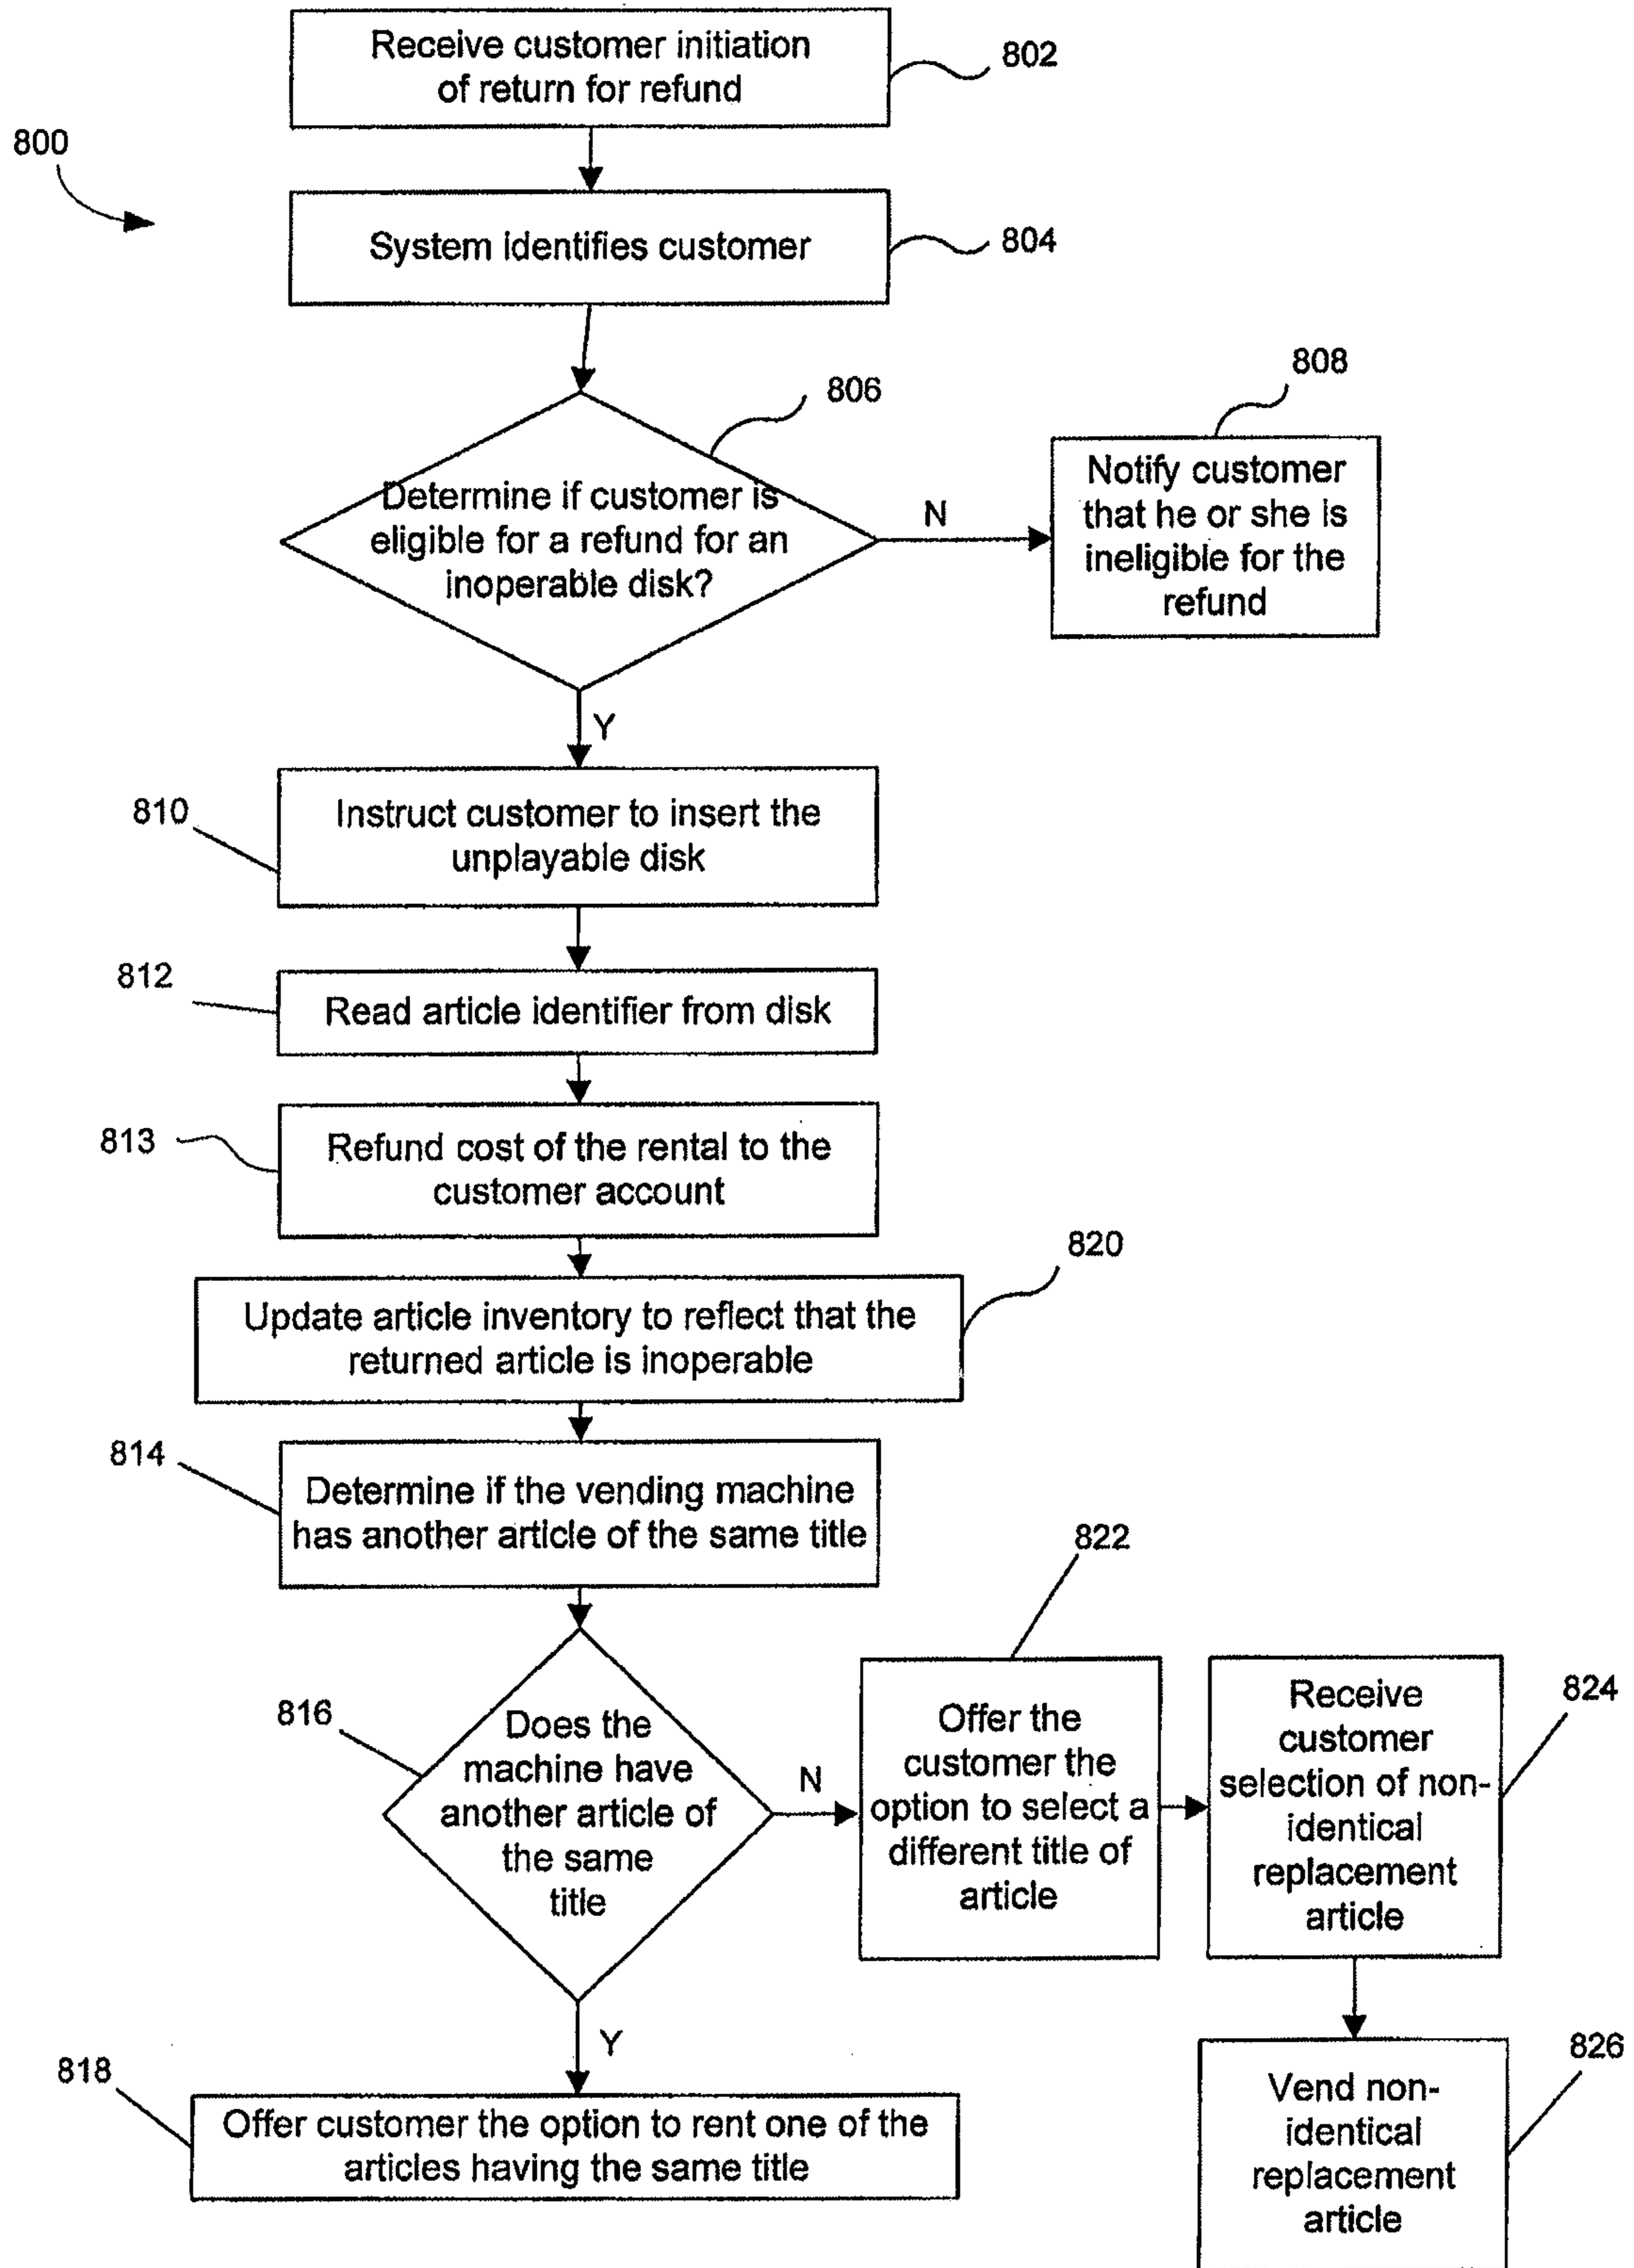 Receive customer initiation
of return for refund
802
800
System identifies customer
804
806
Determine if customer is
eligible for a refund for an
inoperable disk?
N
808
Notify customer
that he or she is
ineligible for the
refund
Y
810
Instruct customer to insert the
unplayable disk
812
Read article identifier from disk
813
Refund cost of the rental to the
customer account
820
Update article inventory to reflect that the
returned article is inoperable
814
Determine if the vending machine
has another article of the same title
816
Does the
machine have
another article of
the same
title
N
822
Offer the
customer the
option to select a
different title of
article
824
Receive
customer
selection of non-
identical
replacement
article
Y
818
Offer customer the option to rent one of the
articles having the same title
826
Vend non-
identical
replacement
article